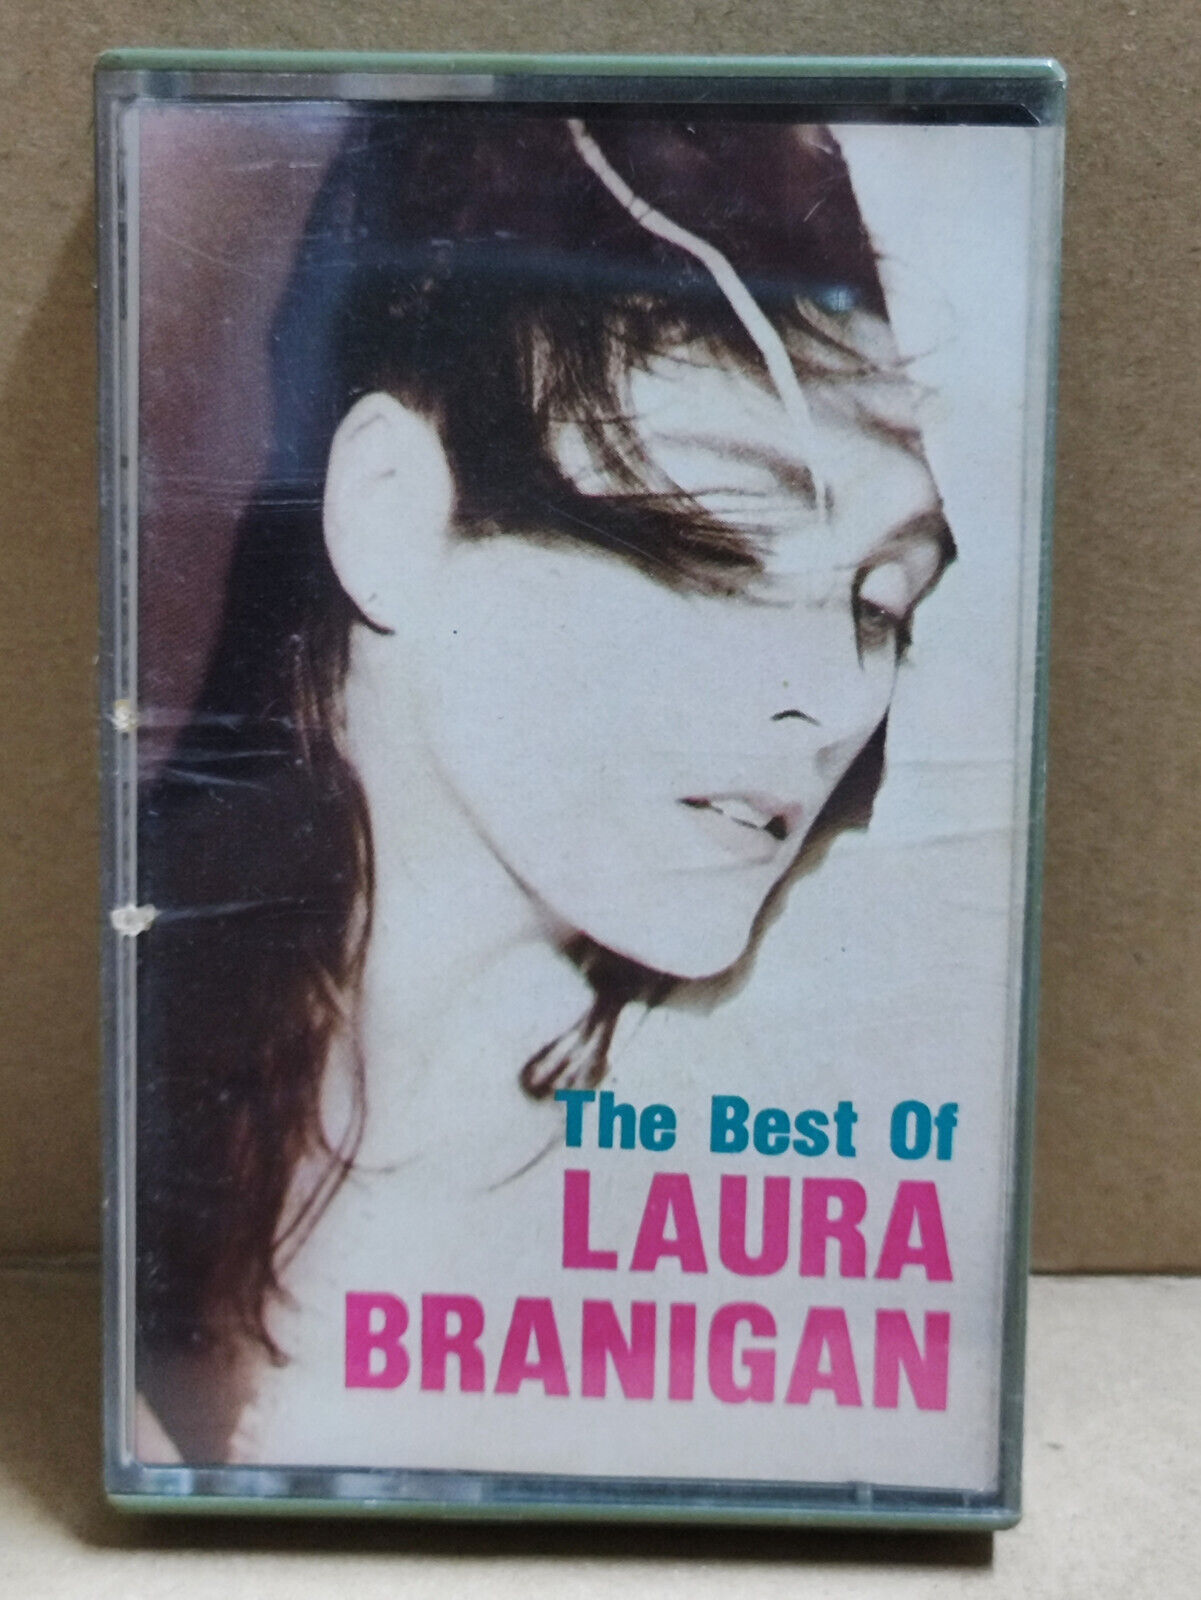 The Best Of
LAURA
BRANIGAN